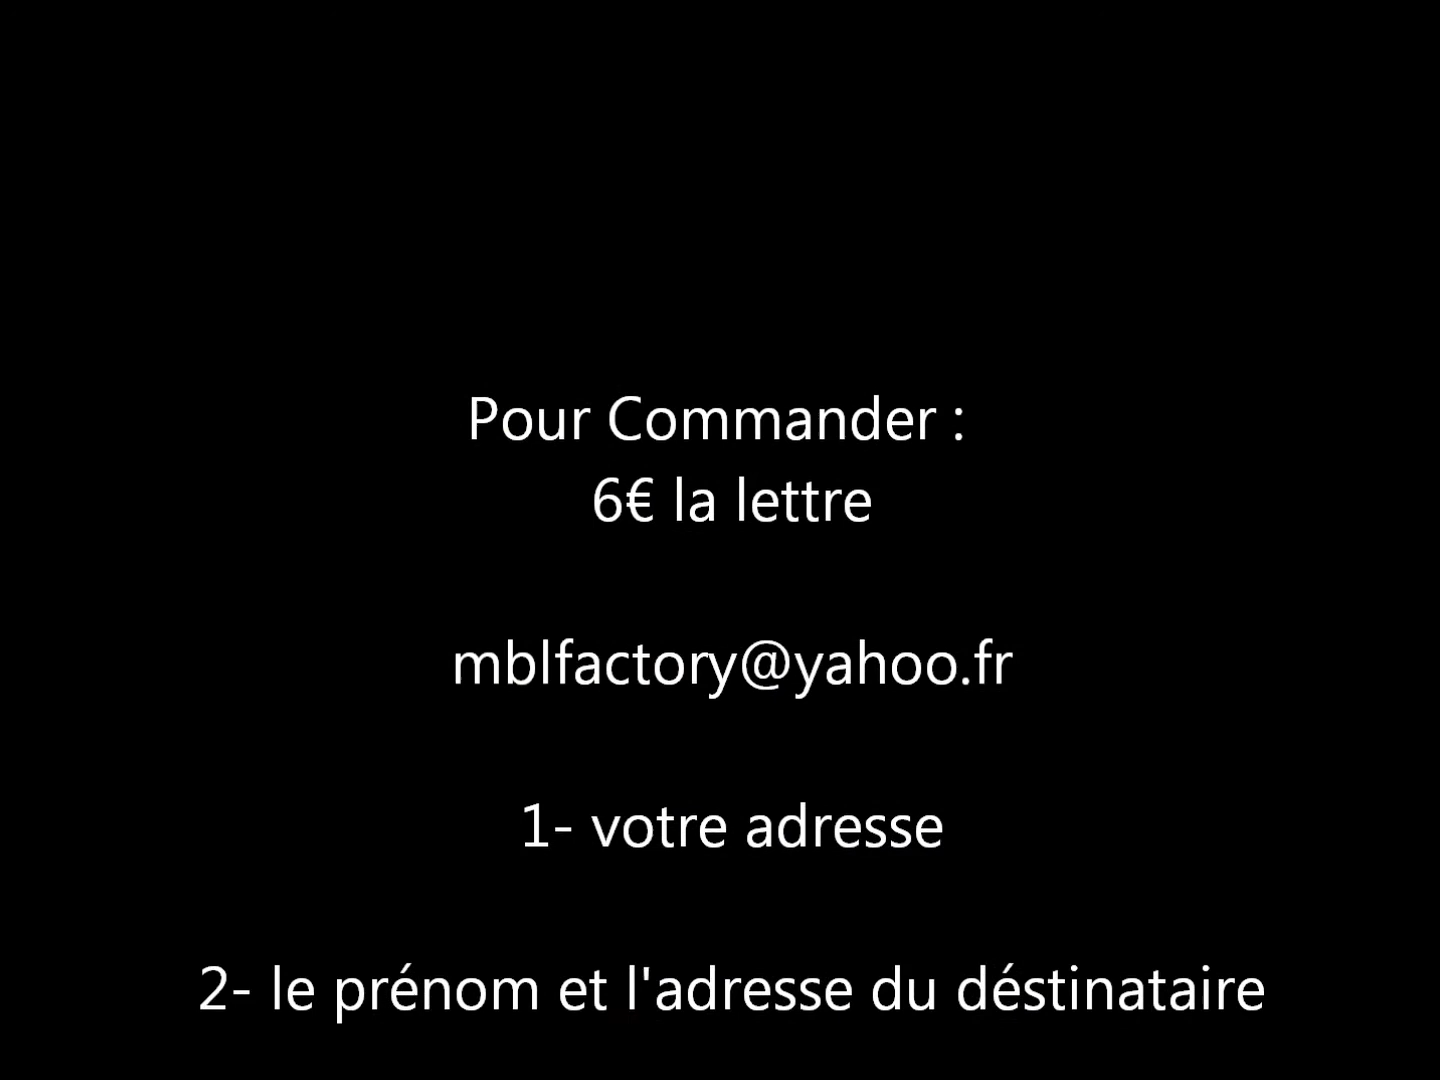 Pour Commander :
6€ la lettre
mblfactory@yahoo.fr
1- votre adresse
2- le prénom et l'adresse du déstinataire